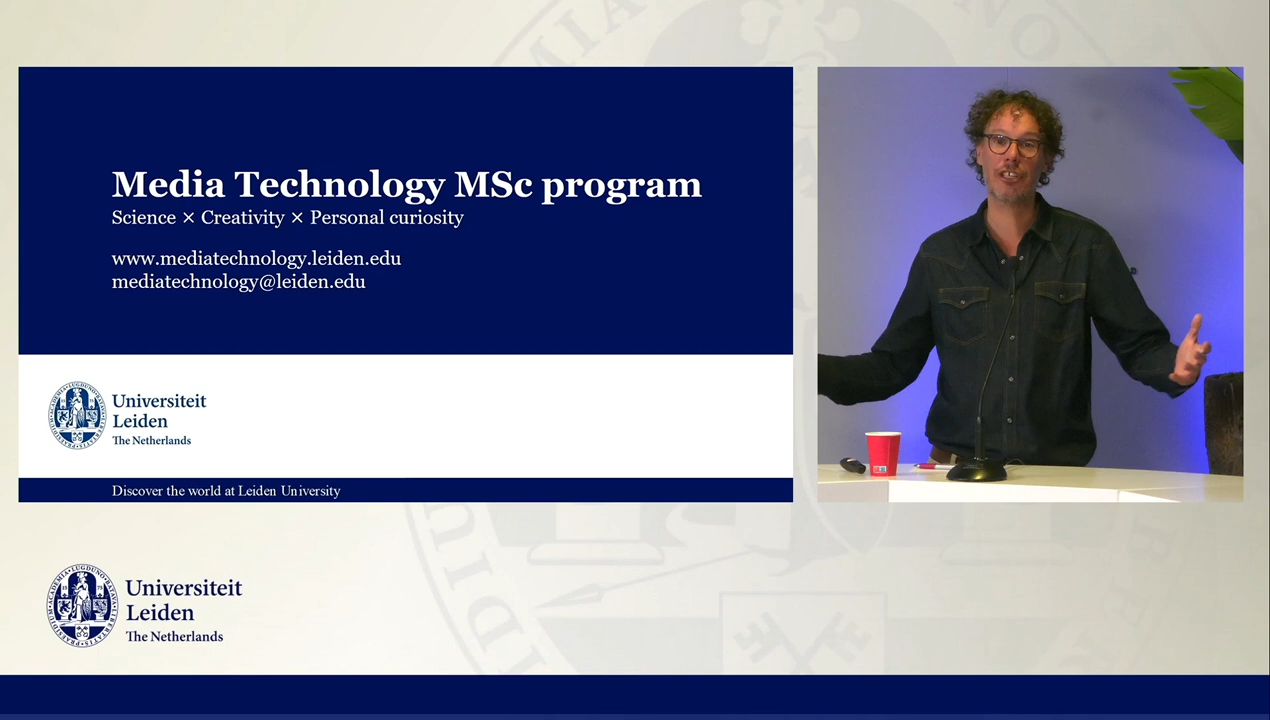 Media Technology MSc program
Science × Creativity × Personal curiosity
www.mediatechnology.leiden.edu
mediatechnology@leiden.edu
Universiteit
Leiden
The Netherlands
Discover the world at Leiden University
Universiteit
Leiden
The Netherlands